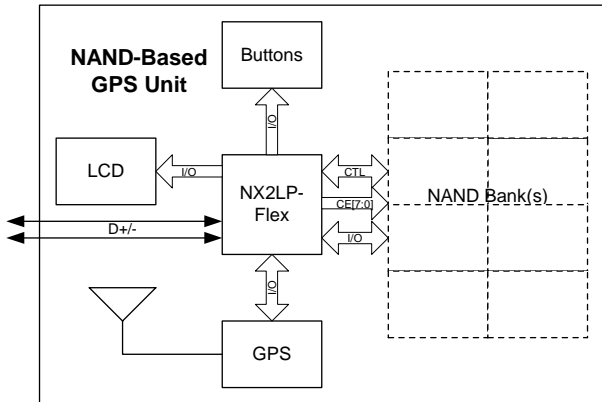 NAND-Based
GPS Unit
Buttons
I/O
LCD
I/O
NX2LP-
Flex
CTL
CE[7:0]
I/O
NAND Bank(s)
D+/-
I/O
GPS